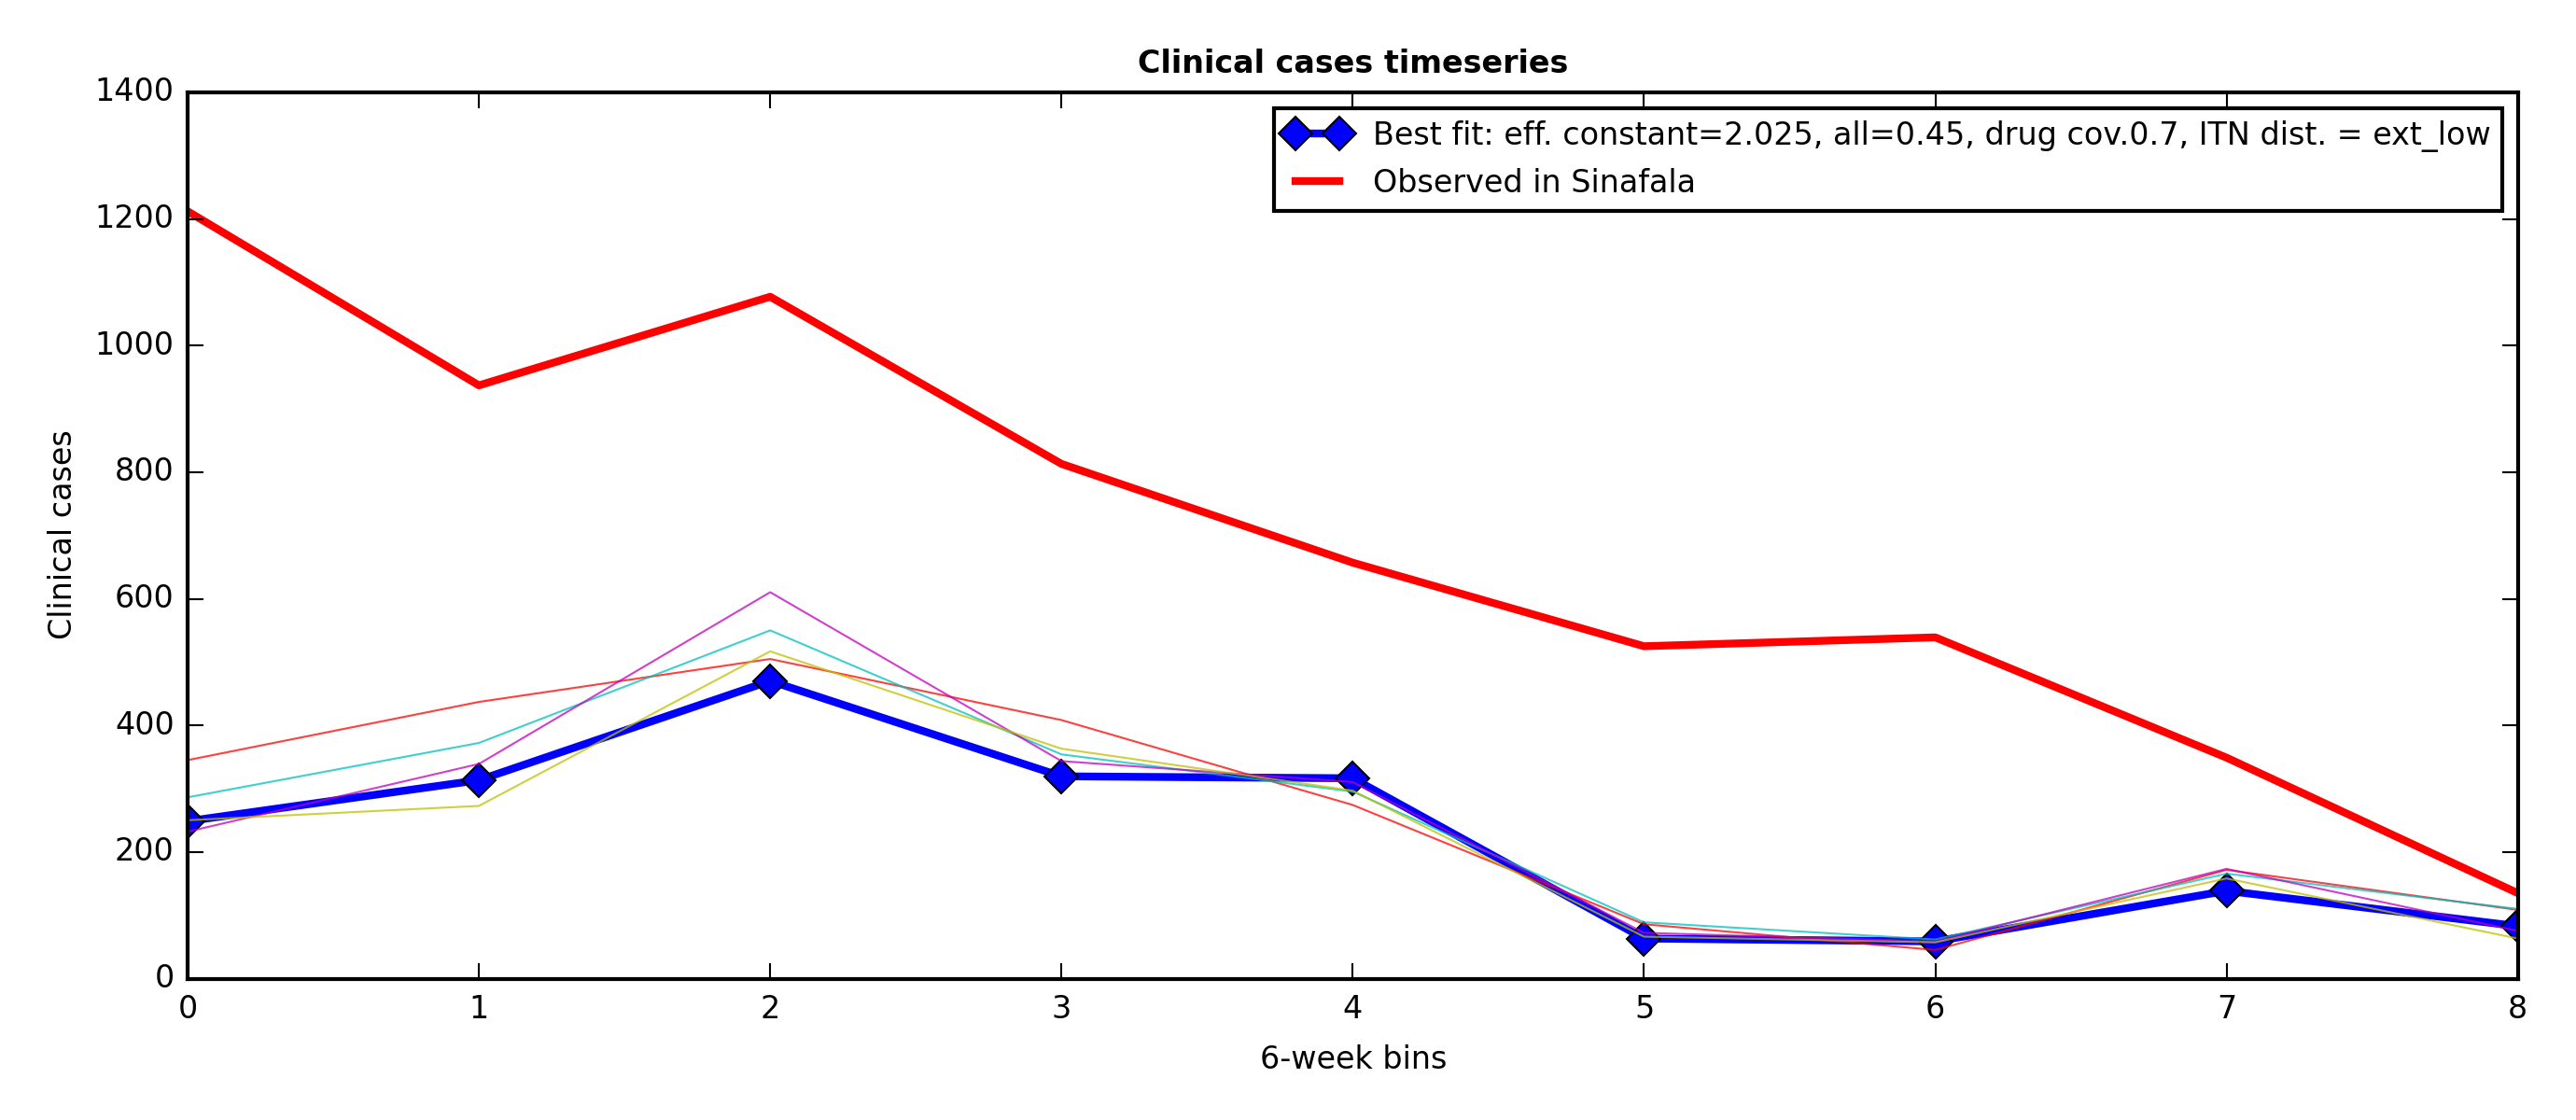 Clinical cases timeseries
1400
1200
1000
800
600
400
200
0
Clinical cases
Best fit: eff. constant=2.025, all=0.45, drug cov.0.7, ITN dist. = ext_low
Observed in Sinafala
0 1 2 3 4 5 6 7 8
6-week bins